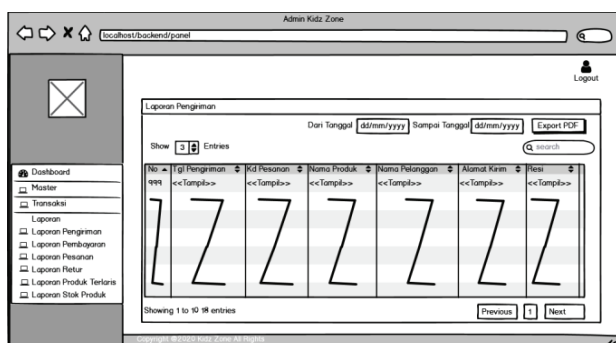 Admin Kidz Zone
localhost/backend/panel
Logout
Laporan Pengiriman
Dari Tanggal dd/mm/yyyy Sampai Tanggal dd/mm/yyyy Export PDF
Show 3 Entries search
No Tgl Pengiriman Kd Pesanan Nama Produk Nama Pelanggan Alamat Kirim Resi
999 <<Tampil>> <<Tampil>> <<Tampil>> <<Tampil>> <<Tampil>> <<Tampil>>
Dashboard
Master
Transaksi
Laporan
Laporan Pengiriman
Laporan Pembayaran
Laporan Pesanan
Laporan Retur
Laporan Produk Terlaris
Laporan Stok Produk
Showing 1 to 10 18 entries Previous 1 Next
Copyright @2020 Kidz Zone All Rights